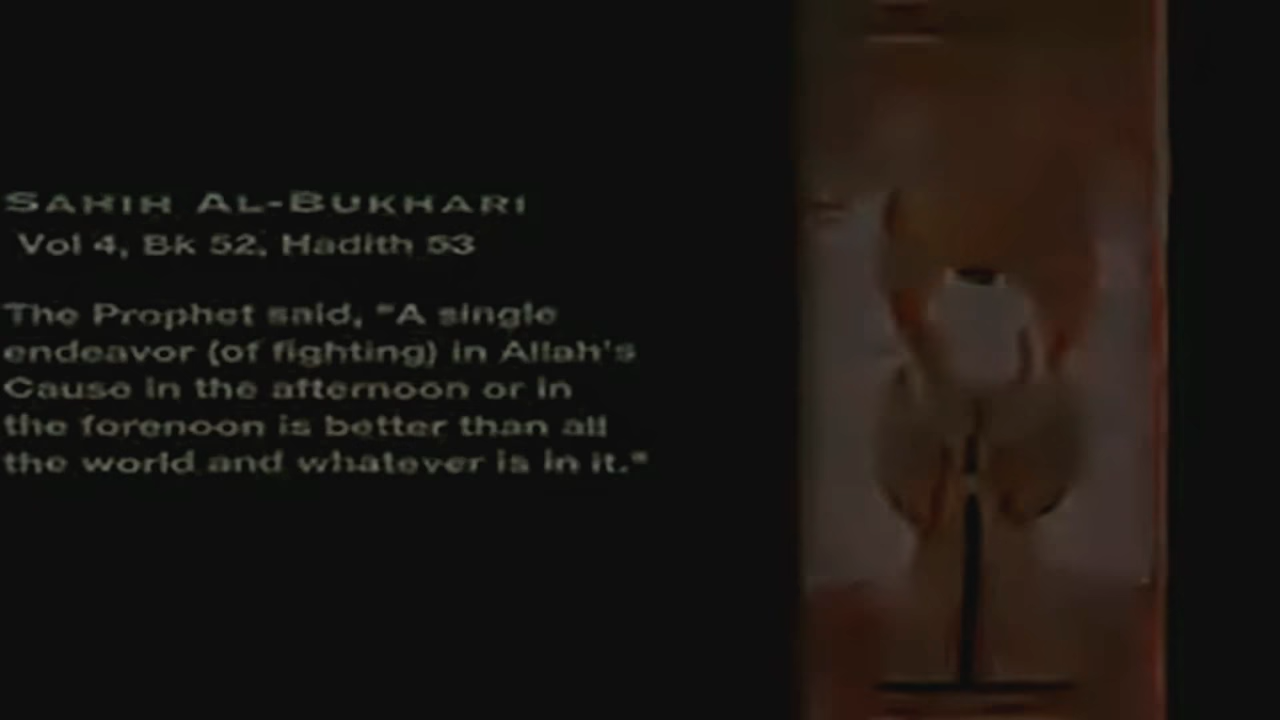 SAHIH AL-BUKHARI
Vol 4, Bk 52, Hadith 53
The Prophet said, "A single
endeavor (of fighting) in Allah's
Cause in the afternoon or in
the forenoon is better than all
the world and whatever is in it."